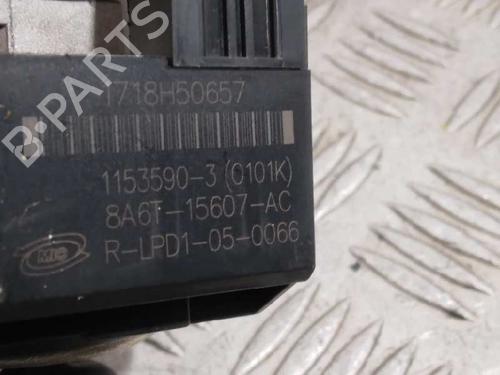 1718H50657
1153590-3 (0101K)
8A6T-15607-AC
R-LPD1-05-0066
B-PARTS